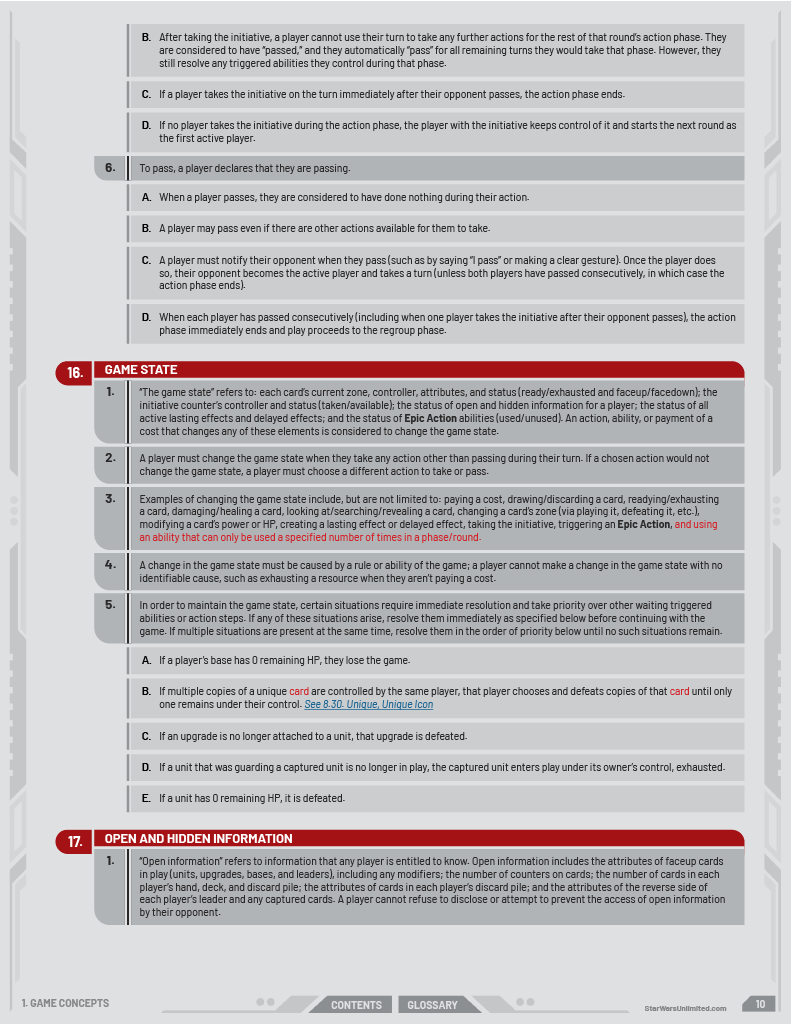 B. After taking the initiative, a player cannot use their turn to take any further actions for the rest of that round's action phase. They
are considered to have "passed," and they automatically "pass" for all remaining turns they would take that phase. However, they
still resolve any triggered abilities they control during that phase.
C. If a player takes the initiative on the turn immediately after their opponent passes, the action phase ends.
D. If no player takes the initiative during the action phase, the player with the initiative keeps control of it and starts the next round as
the first active player.
6. To pass, a player declares that they are passing.
A. When a player passes, they are considered to have done nothing during their action.
B. A player may pass even if there are other actions available for them to take.
C. A player must notify their opponent when they pass (such as by saying "I pass" or making a clear gesture). Once the player does
so, their opponent becomes the active player and takes a turn (unless both players have passed consecutively, in which case the
action phase ends).
D. When each player has passed consecutively (including when one player takes the initiative after their opponent passes), the action
phase immediately ends and play proceeds to the regroup phase.
16. GAME STATE
1. "The game state" refers to: each card's current zone, controller, attributes, and status (ready/exhausted and faceup/facedown); the
initiative counter's controller and status (taken/available); the status of open and hidden information for a player; the status of all
active lasting effects and delayed effects; and the status of Epic Action abilities (used/unused). An action, ability, or payment of a
cost that changes any of these elements is considered to change the game state.
2. A player must change the game state when they take any action other than passing during their turn. If a chosen action would not
change the game state, a player must choose a different action to take or pass.
3. Examples of changing the game state include, but are not limited to: paying a cost, drawing/discarding a card, readying/exhausting
a card, damaging/healing a card, looking at/searching/revealing a card, changing a card's zone (via playing it, defeating it, etc.),
modifying a card's power or HP, creating a lasting effect or delayed effect, taking the initiative, triggering an Epic Action, and using
an ability that can only be used a specified number of times in a phase/round.
4. A change in the game state must be caused by a rule or ability of the game; a player cannot make a change in the game state with no
identifiable cause, such as exhausting a resource when they aren't paying a cost.
5. In order to maintain the game state, certain situations require immediate resolution and take priority over other waiting triggered
abilities or action steps. If any of these situations arise, resolve them immediately as specified below before continuing with the
game. If multiple situations are present at the same time, resolve them in the order of priority below until no such situations remain.
A. If a player's base has 0 remaining HP, they lose the game.
B. If multiple copies of a unique card are controlled by the same player, that player chooses and defeats copies of that card until only
one remains under their control. See 8.30. Unique, Unique Icon
C. If an upgrade is no longer attached to a unit, that upgrade is defeated.
D. If a unit that was guarding a captured unit is no longer in play, the captured unit enters play under its owner's control, exhausted.
E. If a unit has 0 remaining HP, it is defeated.
17. OPEN AND HIDDEN INFORMATION
1. "Open information" refers to information that any player is entitled to know. Open information includes the attributes of faceup cards
in play (units, upgrades, bases, and leaders), including any modifiers; the number of counters on cards; the number of cards in each
player's hand, deck, and discard pile; the attributes of cards in each player's discard pile; and the attributes of the reverse side of
each player's leader and any captured cards. A player cannot refuse to disclose or attempt to prevent the access of open information
by their opponent.
1. GAME CONCEPTS
CONTENTS
GLOSSARY
StarWarsUnlimited.com
10